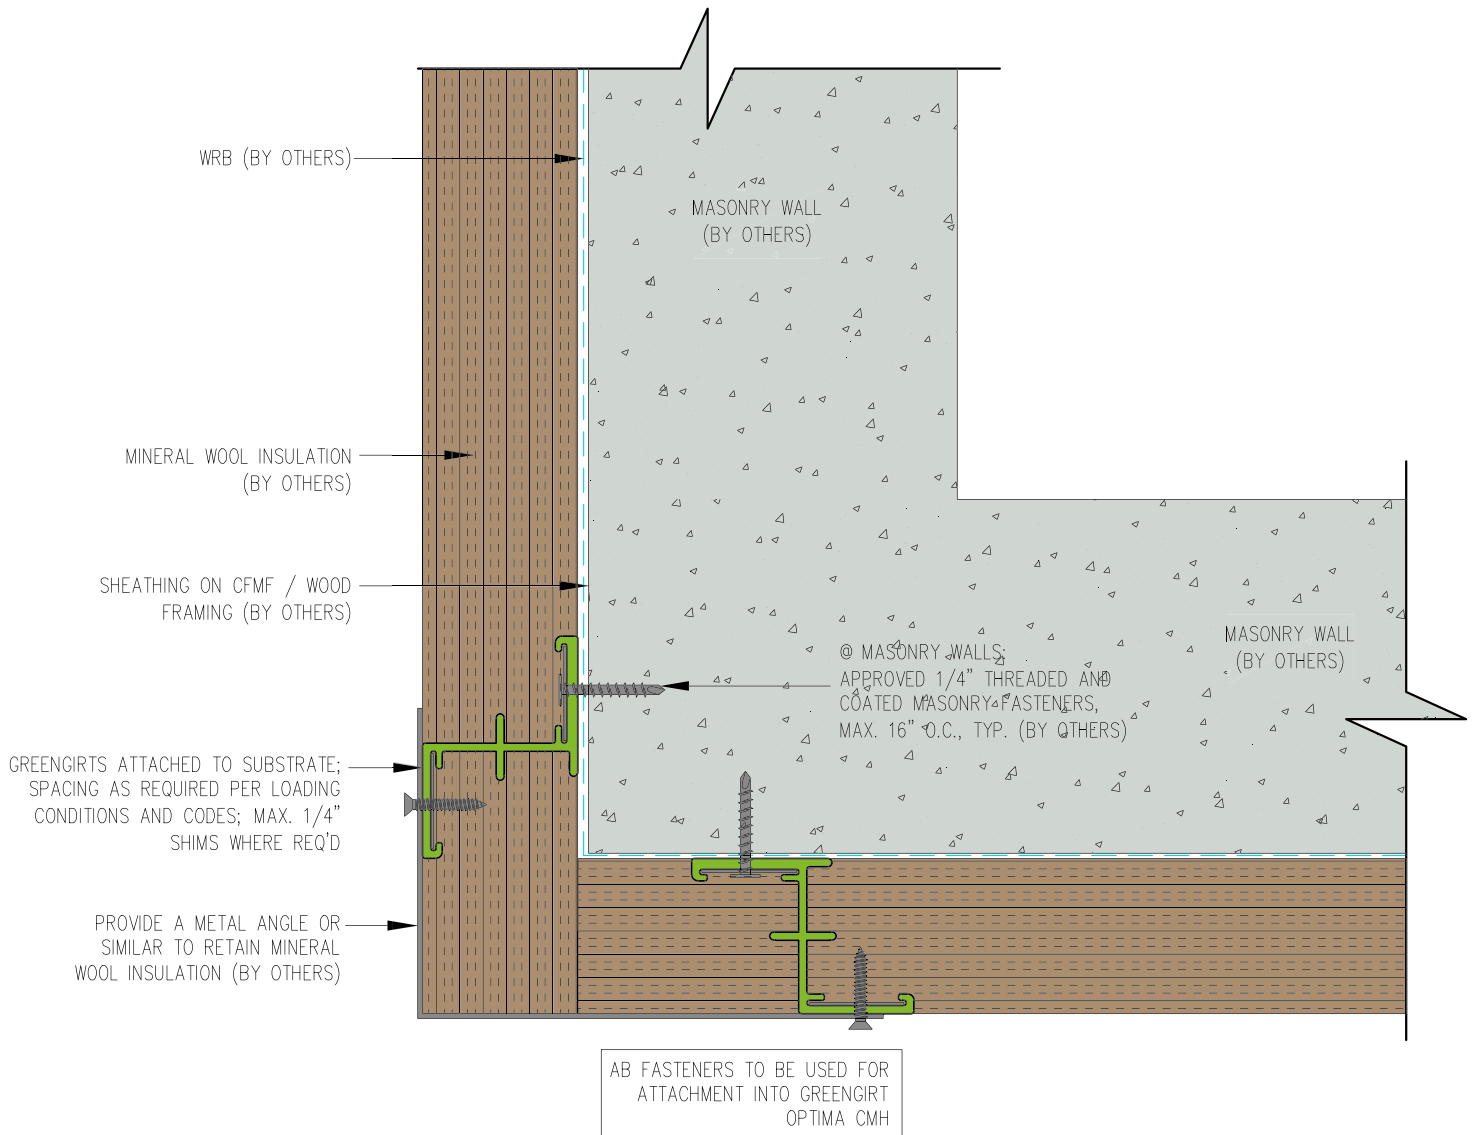 WRB (BY OTHERS)
MASONRY WALL
(BY OTHERS)
MINERAL WOOL INSULATION
(BY OTHERS)
SHEATHING ON CFMF / WOOD
FRAMING (BY OTHERS)
MASONRY WALL
(BY OTHERS)
@ MASONRY WALLS;
APPROVED 1/4" THREADED AND
COATED MASONRY FASTENERS,
MAX. 16" O.C., TYP. (BY OTHERS)
GREENGIRTS ATTACHED TO SUBSTRATE;
SPACING AS REQUIRED PER LOADING
CONDITIONS AND CODES; MAX. 1/4"
SHIMS WHERE REQ'D
PROVIDE A METAL ANGLE OR
SIMILAR TO RETAIN MINERAL
WOOL INSULATION (BY OTHERS)
AB FASTENERS TO BE USED FOR
ATTACHMENT INTO GREENGIRT
OPTIMA CMH